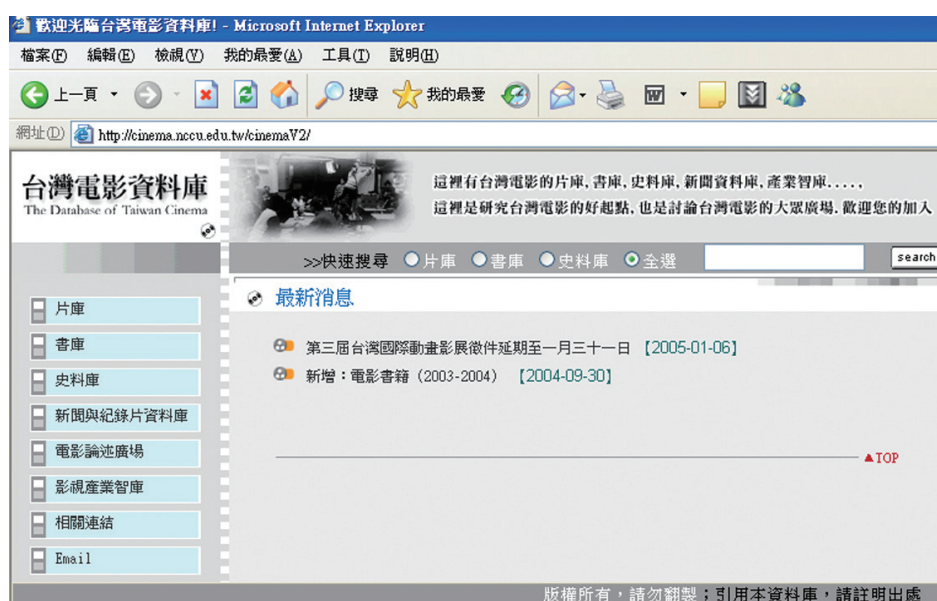 歡迎光臨台灣電影資料庫! - Microsoft Internet Explorer
檔案(F) 編輯(E) 檢視(V) 我的最愛(A) 工具(T) 說明(H)
上一頁 搜尋 我的最愛
網址(D) http://cinema.nccu.edu.tw/cinemaV2/
台灣電影資料庫
The Database of Taiwan Cinema
這裡有台灣電影的片庫, 書庫, 史料庫, 新聞資料庫, 產業智庫.....,
這裡是研究台灣電影的好起點, 也是討論台灣電影的大眾廣場. 歡迎您的加入
>>快速搜尋 片庫 書庫 史料庫 全選 search
片庫
書庫
史料庫
新聞與紀錄片資料庫
電影論述廣場
影視產業智庫
相關連結
Email
最新消息
第三屆台灣國際動畫影展徵件延期至一月三十一日 【2005-01-06】
新增：電影書籍 (2003-2004) 【2004-09-30】
▲TOP
版權所有，請勿翻製；引用本資料庫，請註明出處